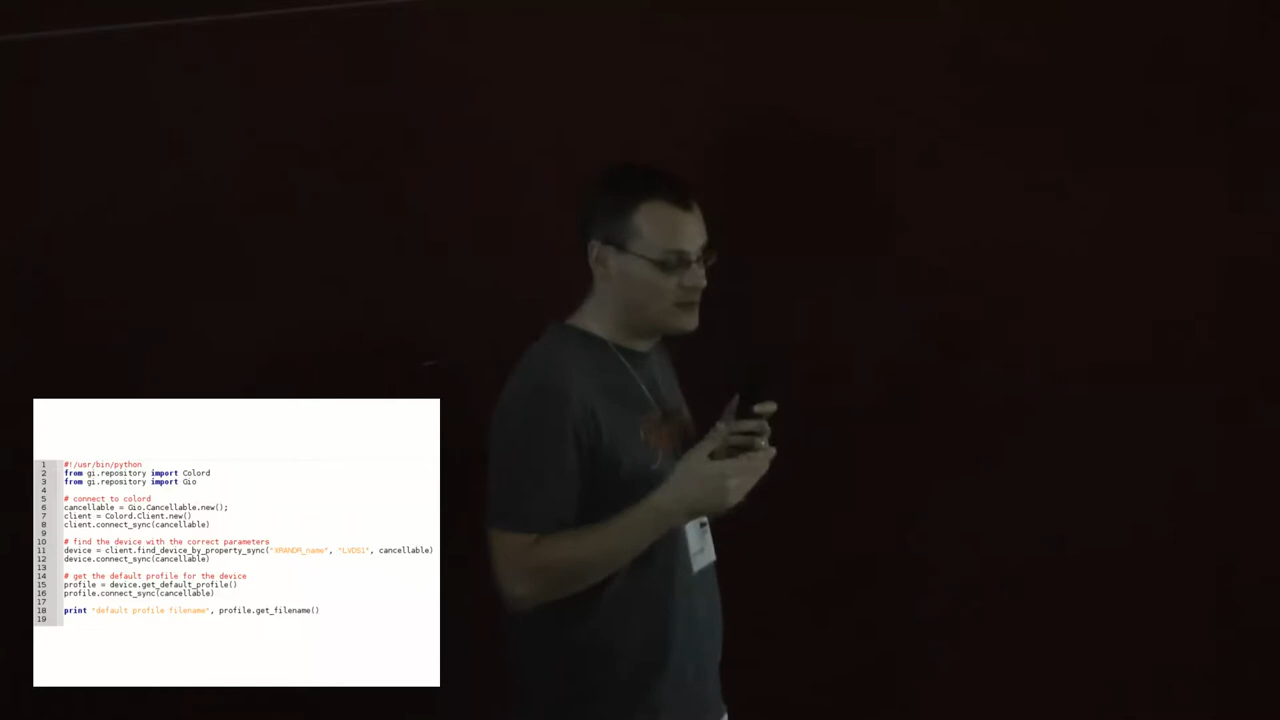 1 #!/usr/bin/python
2 from gi.repository import Colord
3 from gi.repository import Gio
4
5 # connect to colord
6 cancellable = Gio.Cancellable.new();
7 client = Colord.Client.new()
8 client.connect_sync(cancellable)
9
10 # find the device with the correct parameters
11 device = client.find_device_by_property_sync("XRANDR_name", "LVDS1", cancellable)
12 device.connect_sync(cancellable)
13
14 # get the default profile for the device
15 profile = device.get_default_profile()
16 profile.connect_sync(cancellable)
17
18 print "default profile filename", profile.get_filename()
19